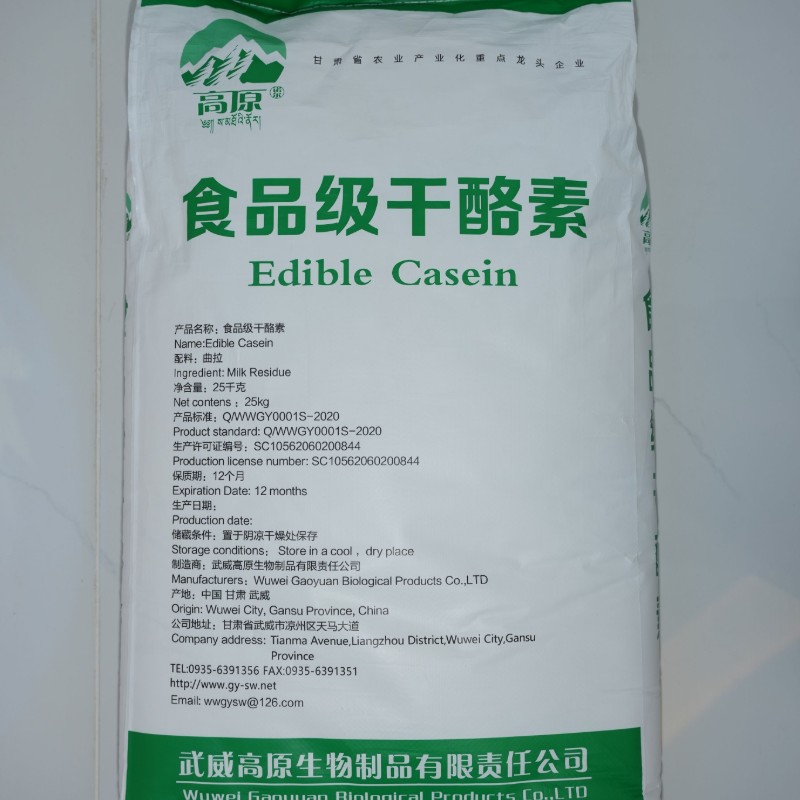 甘肃省农业产业化重点龙头企业
高原
食品级干酪素
Edible Casein
产品名称：食品级干酪素
Name:Edible Casein
配料：曲拉
Ingredient: Milk Residue
净含量：25千克
Net contens：25kg
产品标准：Q/WWGY0001S-2020
Product standard: Q/WWGY0001S-2020
生产许可证编号：SC10562060200844
Production license number: SC10562060200844
保质期：12个月
Expiration Date: 12 months
生产日期：
Production date:
储藏条件：置于阴凉干燥处保存
Storage conditions： Store in a cool，dry place
制造商：武威高原生物制品有限责任公司
Manufacturers：Wuwei Gaoyuan Biological Products Co.,LTD
产地：中国 甘肃 武威
Origin: Wuwei City, Gansu Province, China
公司地址：甘肃省武威市凉州区天马大道
Company address: Tianma Avenue,Liangzhou District,Wuwei City,Gansu
Province
TEL:0935-6391356 FAX:0935-6391351
http://www.gy-sw.net
Email: wwgysw@126.com
武威高原生物制品有限责任公司
Wuwei Gaoyuan Biological Products Co.,LTD